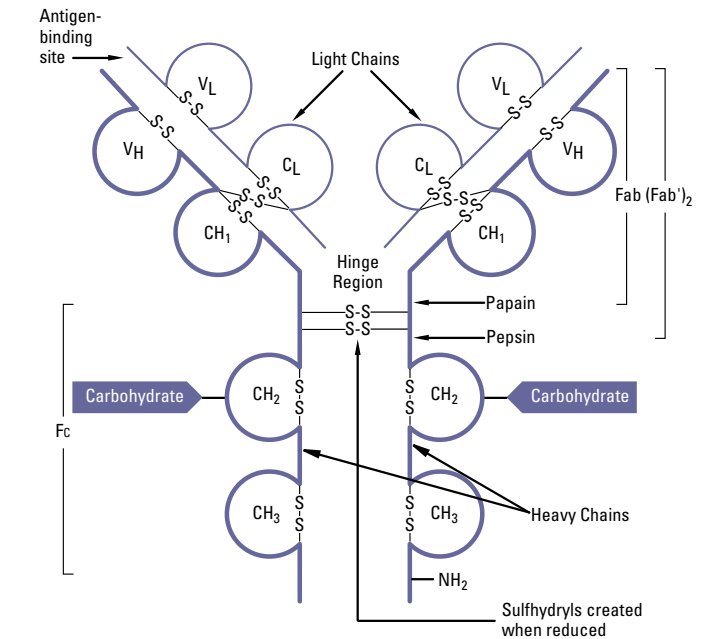 Antigen-
binding
site
Light Chains
VL
VL
S-S
S-S
S-S
S-S
VH
VH
CL
CL
S-S
S-S
S-S
S-S
S-S
S-S
Fab (Fab')2
CH1
CH1
Hinge
Region
Papain
S-S
S-S
Pepsin
Carbohydrate
CH2
S-S
S-S
CH2
Carbohydrate
Fc
CH3
S-S
S-S
CH3
Heavy Chains
NH2
Sulfhydryls created
when reduced